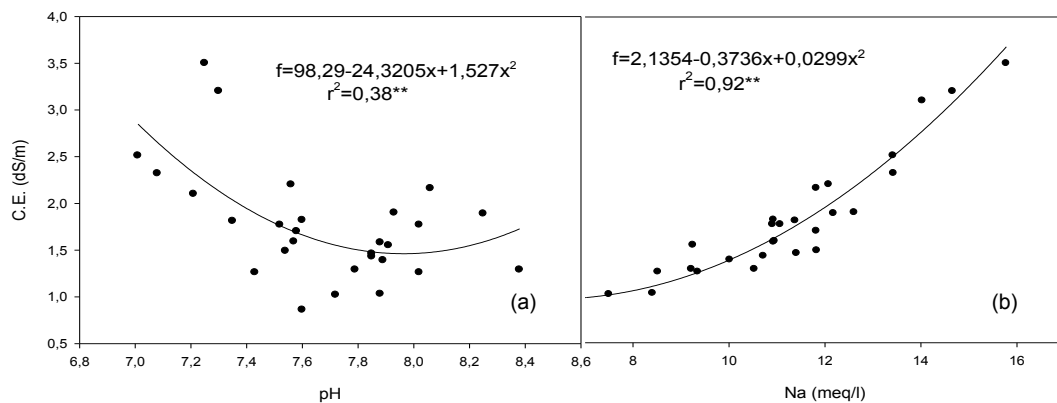 4,0
3,5
3,0
2,5
2,0
1,5
1,0
0,5
C.E. (dS/m)
f=98,29-24,3205x+1,527x²
r²=0,38**
(a)
6,8 7,0 7,2 7,4 7,6 7,8 8,0 8,2 8,4 8,6
pH
f=2,1354-0,3736x+0,0299x²
r²=0,92**
(b)
8 10 12 14 16
Na (meq/l)